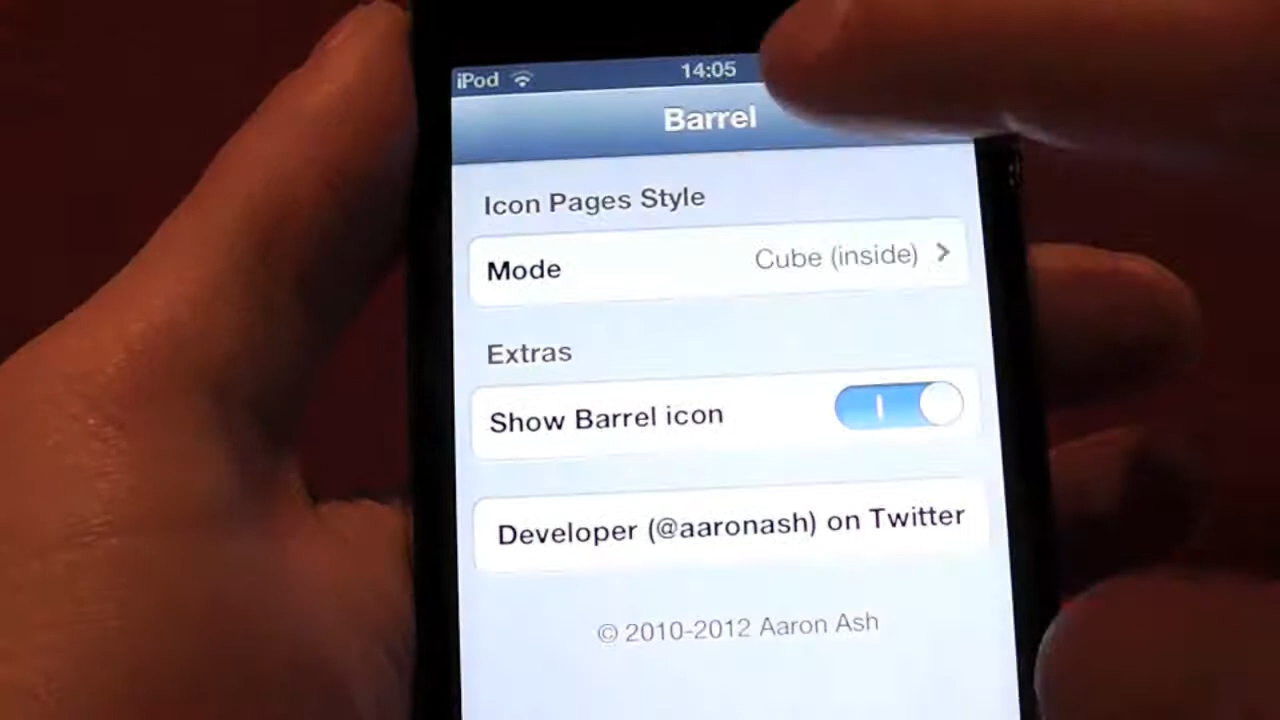 iPod 14:05
Barrel
Icon Pages Style
Mode Cube (inside)
Extras
Show Barrel icon
Developer (@aaronash) on Twitter
© 2010-2012 Aaron Ash